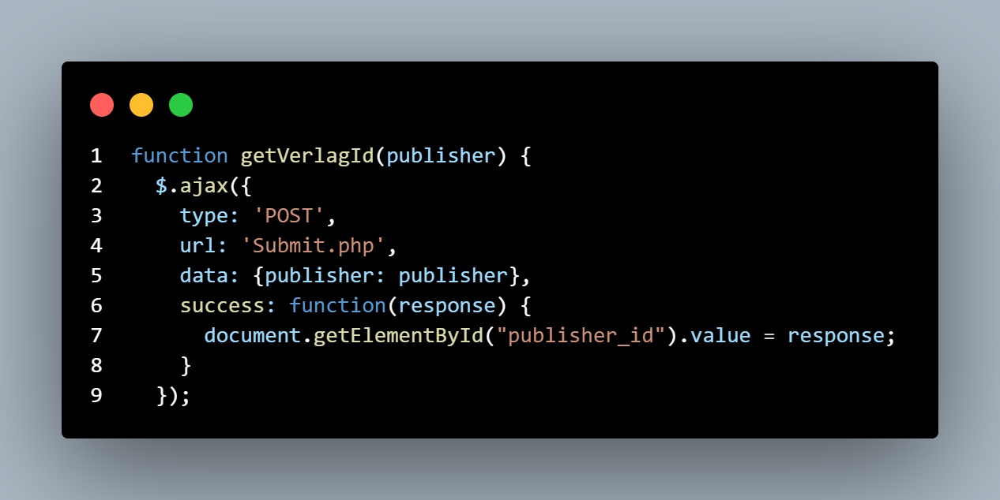 1 function getVerlagId(publisher) {
2   $.ajax({
3     type: 'POST',
4     url: 'Submit.php',
5     data: {publisher: publisher},
6     success: function(response) {
7       document.getElementById("publisher_id").value = response;
8     }
9   });